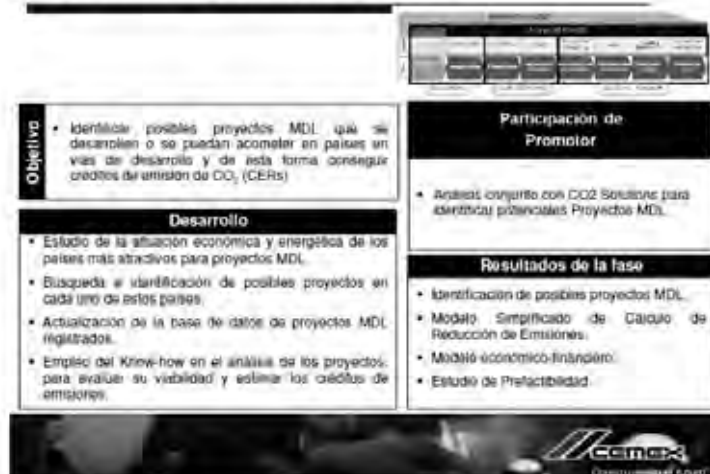 Objetivo
• Identificar posibles proyectos MDL que se
desarrollen o se puedan acometer en países en
vías de desarrollo y de esta forma conseguir
créditos de emisión de CO₂ (CERs)
Desarrollo
• Estudio de la situación económica y energética de los
países más atractivos para proyectos MDL.
• Búsqueda e identificación de posibles proyectos en
cada uno de estos países.
• Actualización de la base de datos de proyectos MDL
registrados.
• Empleo del Know-how en el análisis de los proyectos,
para evaluar su viabilidad y estimar los créditos de
emisiones.
Participación de
Promotor
• Análisis conjunto con CO2 Solutions para
identificar potenciales Proyectos MDL.
Resultados de la fase
• Identificación de posibles proyectos MDL.
• Modelo Simplificado de Cálculo de
Reducción de Emisiones.
• Modelo económico-financiero.
• Estudio de Prefactibilidad.
CEMEX